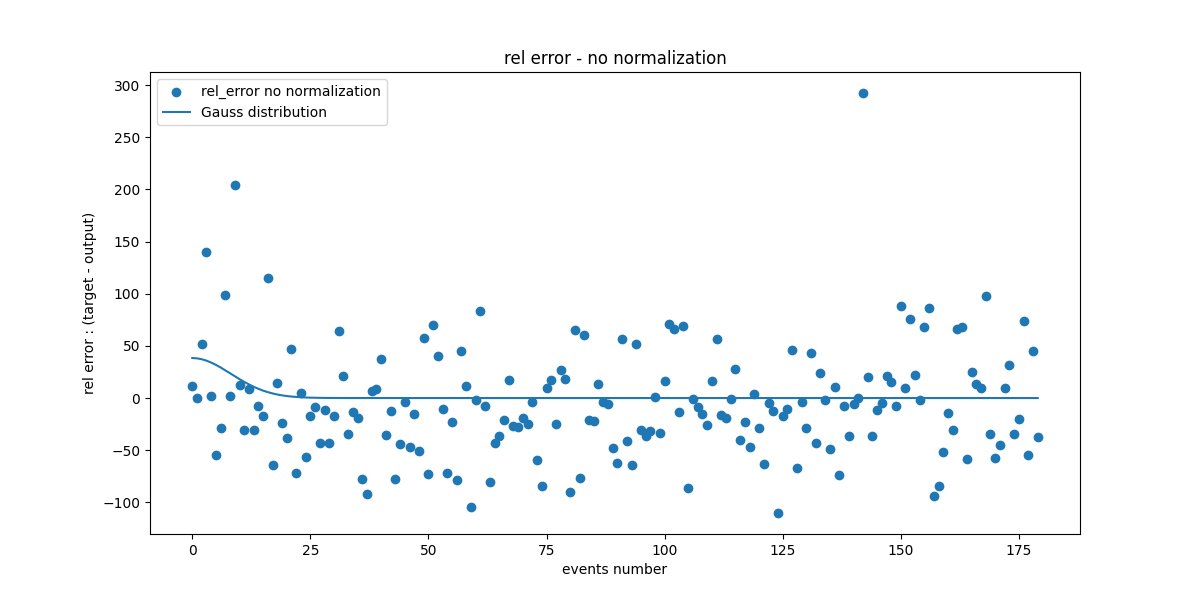 rel error - no normalization
rel_error no normalization
Gauss distribution
300
250
200
150
100
50
0
−50
−100
rel error : (target - output)
0 25 50 75 100 125 150 175
events number